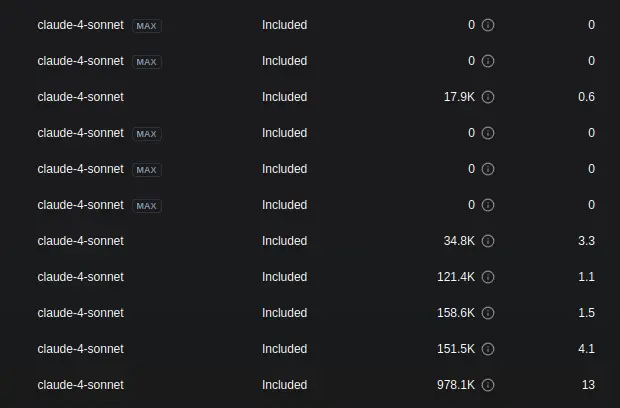 claude-4-sonnet MAX Included 0 0
claude-4-sonnet MAX Included 0 0
claude-4-sonnet Included 17.9K 0.6
claude-4-sonnet MAX Included 0 0
claude-4-sonnet MAX Included 0 0
claude-4-sonnet MAX Included 0 0
claude-4-sonnet Included 34.8K 3.3
claude-4-sonnet Included 121.4K 1.1
claude-4-sonnet Included 158.6K 1.5
claude-4-sonnet Included 151.5K 4.1
claude-4-sonnet Included 978.1K 13